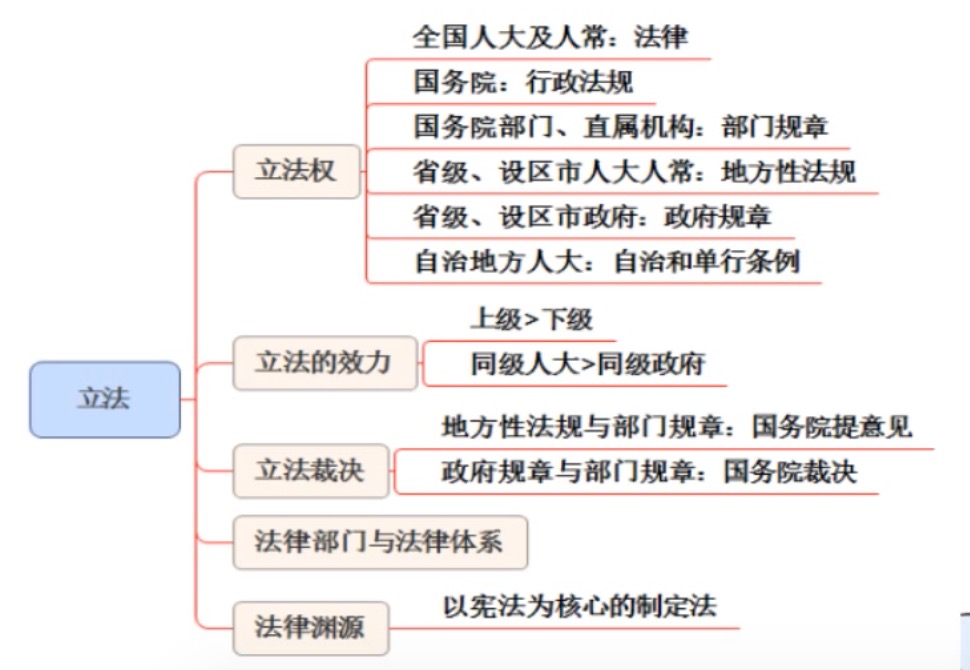 立法
立法权
全国人大及人常：法律
国务院：行政法规
国务院部门、直属机构：部门规章
省级、设区市人大人常：地方性法规
省级、设区市政府：政府规章
自治地方人大：自治和单行条例
立法的效力
上级>下级
同级人大>同级政府
立法裁决
地方性法规与部门规章：国务院提意见
政府规章与部门规章：国务院裁决
法律部门与法律体系
法律渊源
以宪法为核心的制定法